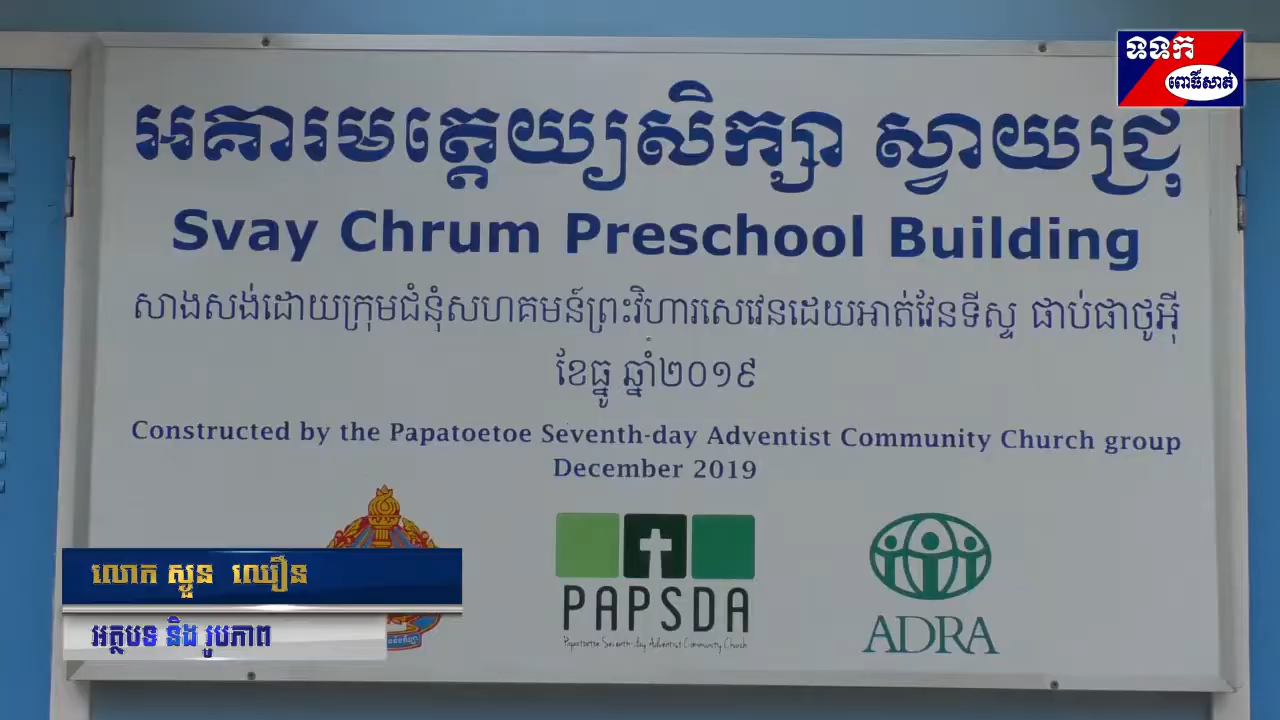 ទទក
ពោធិ៍សាត់
អគារមត្តេយ្យសិក្សា ស្វាយជ្រុំ
Svay Chrum Preschool Building
សាងសង់ដោយក្រុមជំនុំសហគមន៍ព្រះវិហារសេវេនដេយអាត់វែនទីស្ទ ផាប់ផាថូអ៊ី
ខែធ្នូ ឆ្នាំ២០១៩
Constructed by the Papatoetoe Seventh-day Adventist Community Church group
December 2019
PAPSDA
Papatoetoe Seventh-day Adventist Community Church
ADRA
លោក ស្ងួន ឈឿន
អត្ថបទ និង រូបភាព